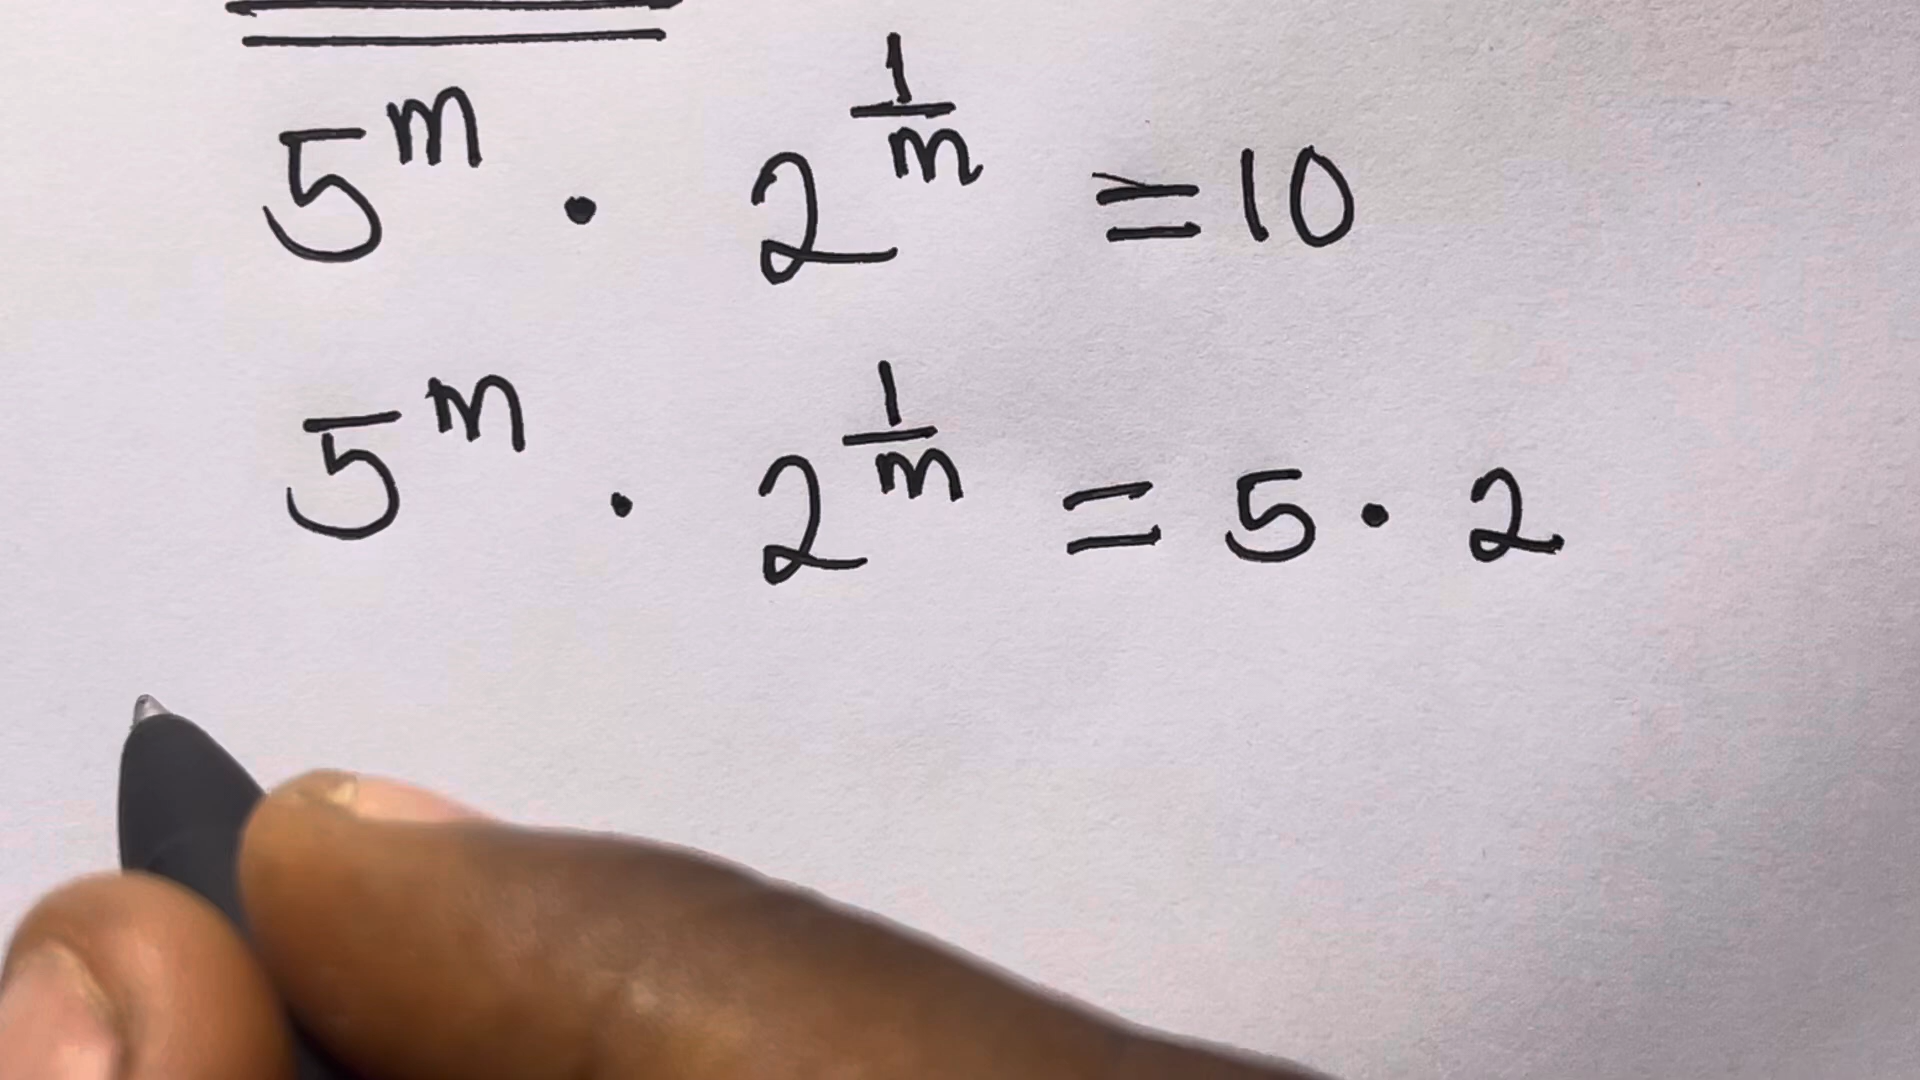 5^m · 2^(1/m) = 10
5^m · 2^(1/m) = 5 · 2